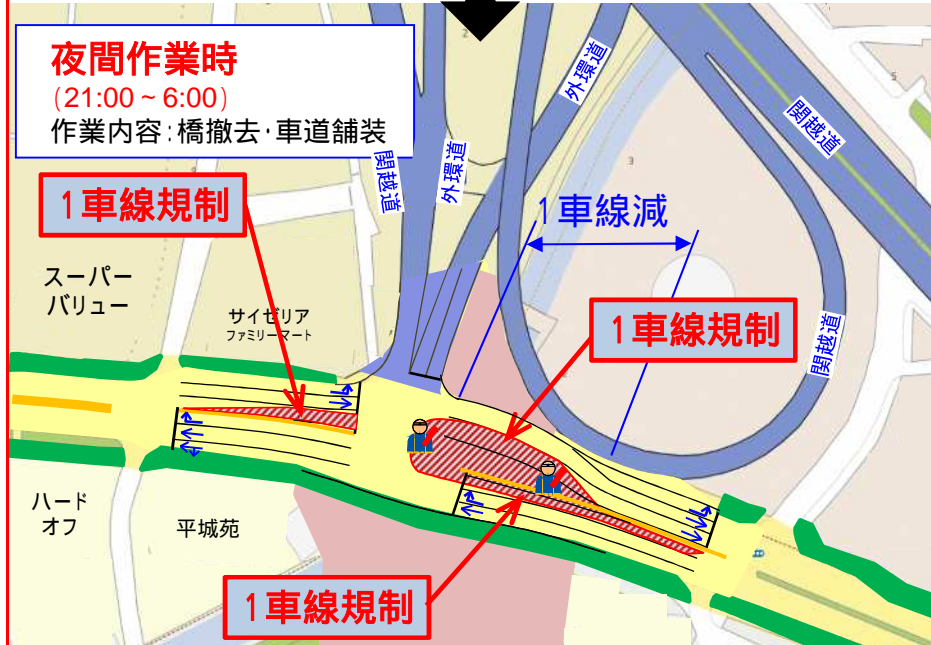 夜間作業時
(21:00～6:00)
作業内容:橋撤去・車道舗装
外環道
関越道
関越道
外環道
1車線規制
1車線減
スーパー
バリュー
サイゼリア
ファミリーマート
1車線規制
関越道
ハード
オフ
平城苑
1車線規制
2
3
5